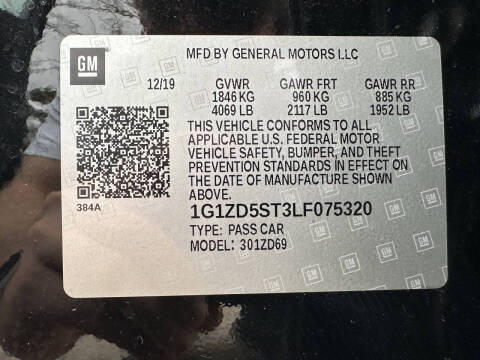 GM
MFD BY GENERAL MOTORS LLC
12/19 GVWR GAWR FRT GAWR RR
1846 KG 960 KG 885 KG
4069 LB 2117 LB 1952 LB
THIS VEHICLE CONFORMS TO ALL
APPLICABLE U.S. FEDERAL MOTOR
VEHICLE SAFETY, BUMPER, AND THEFT
PREVENTION STANDARDS IN EFFECT ON
THE DATE OF MANUFACTURE SHOWN
ABOVE.
384A
1G1ZD5ST3LF075320
TYPE: PASS CAR
MODEL: 301ZD69